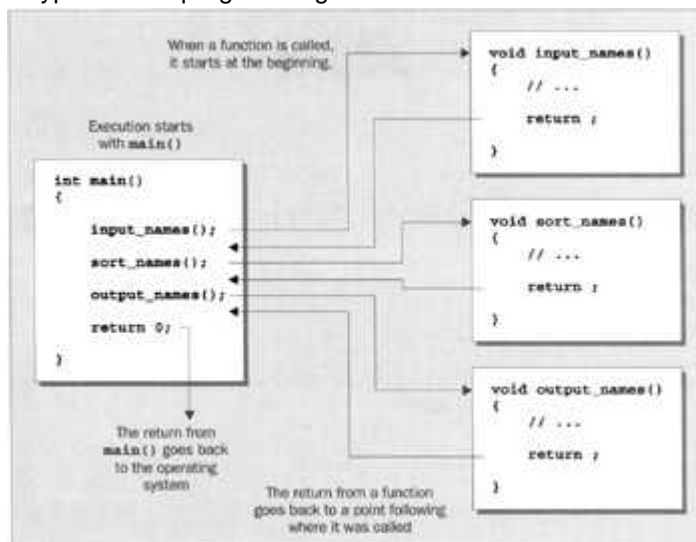 When a function is called,
it starts at the beginning.
Execution starts
with main()
int main()
{
input_names();
sort_names();
output_names();
return 0;
}
The return from
main() goes back
to the operating
system
The return from a function
goes back to a point following
where it was called
void input_names()
{
// ...
return ;
}
void sort_names()
{
// ...
return ;
}
void output_names()
{
// ...
return ;
}